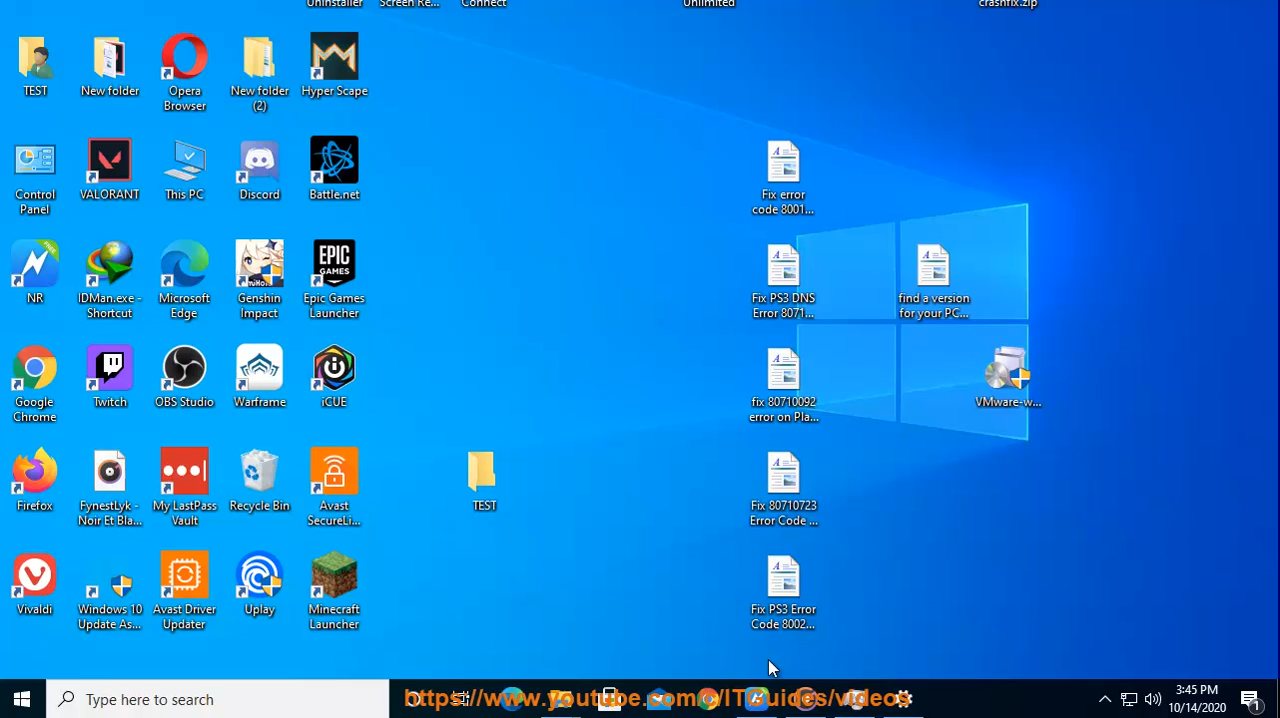 Uninstaller
Screen Re...
Connect
Unlimited
crashfix.zip
TEST
New folder
Opera
Browser
New folder
(2)
Hyper Scape
Control
Panel
VALORANT
This PC
Discord
Battle.net
Fix error
code 8001...
NR
FREE
IDMan.exe -
Shortcut
Microsoft
Edge
Genshin
Impact
EPIC
GAMES
Epic Games
Launcher
Fix PS3 DNS
Error 8071...
find a version
for your PC...
Google
Chrome
Twitch
OBS Studio
Warframe
iCUE
fix 80710092
error on Pla...
VMware-w...
Firefox
FynestLyk -
Noir Et Bla...
My LastPass
Vault
Recycle Bin
Avast
SecureLi...
TEST
Fix 80710723
Error Code ...
Vivaldi
Windows 10
Update As...
Avast Driver
Updater
Uplay
Minecraft
Launcher
Fix PS3 Error
Code 8002...
Type here to search
https://www.youtube.com/c/ITGuides/videos
3:45 PM
10/14/2020
1